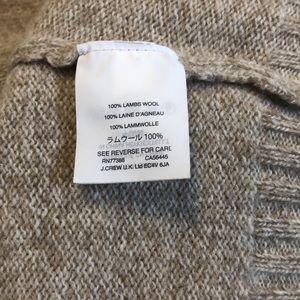 100% LAMBS WOOL
100% LAINE D'AGNEAU
100% LAMMWOLLE
ラムウール 100%
SEE REVERSE FOR CARE
RN77388 CA56445
J.CREW U.K. Ltd EC4V 6JA